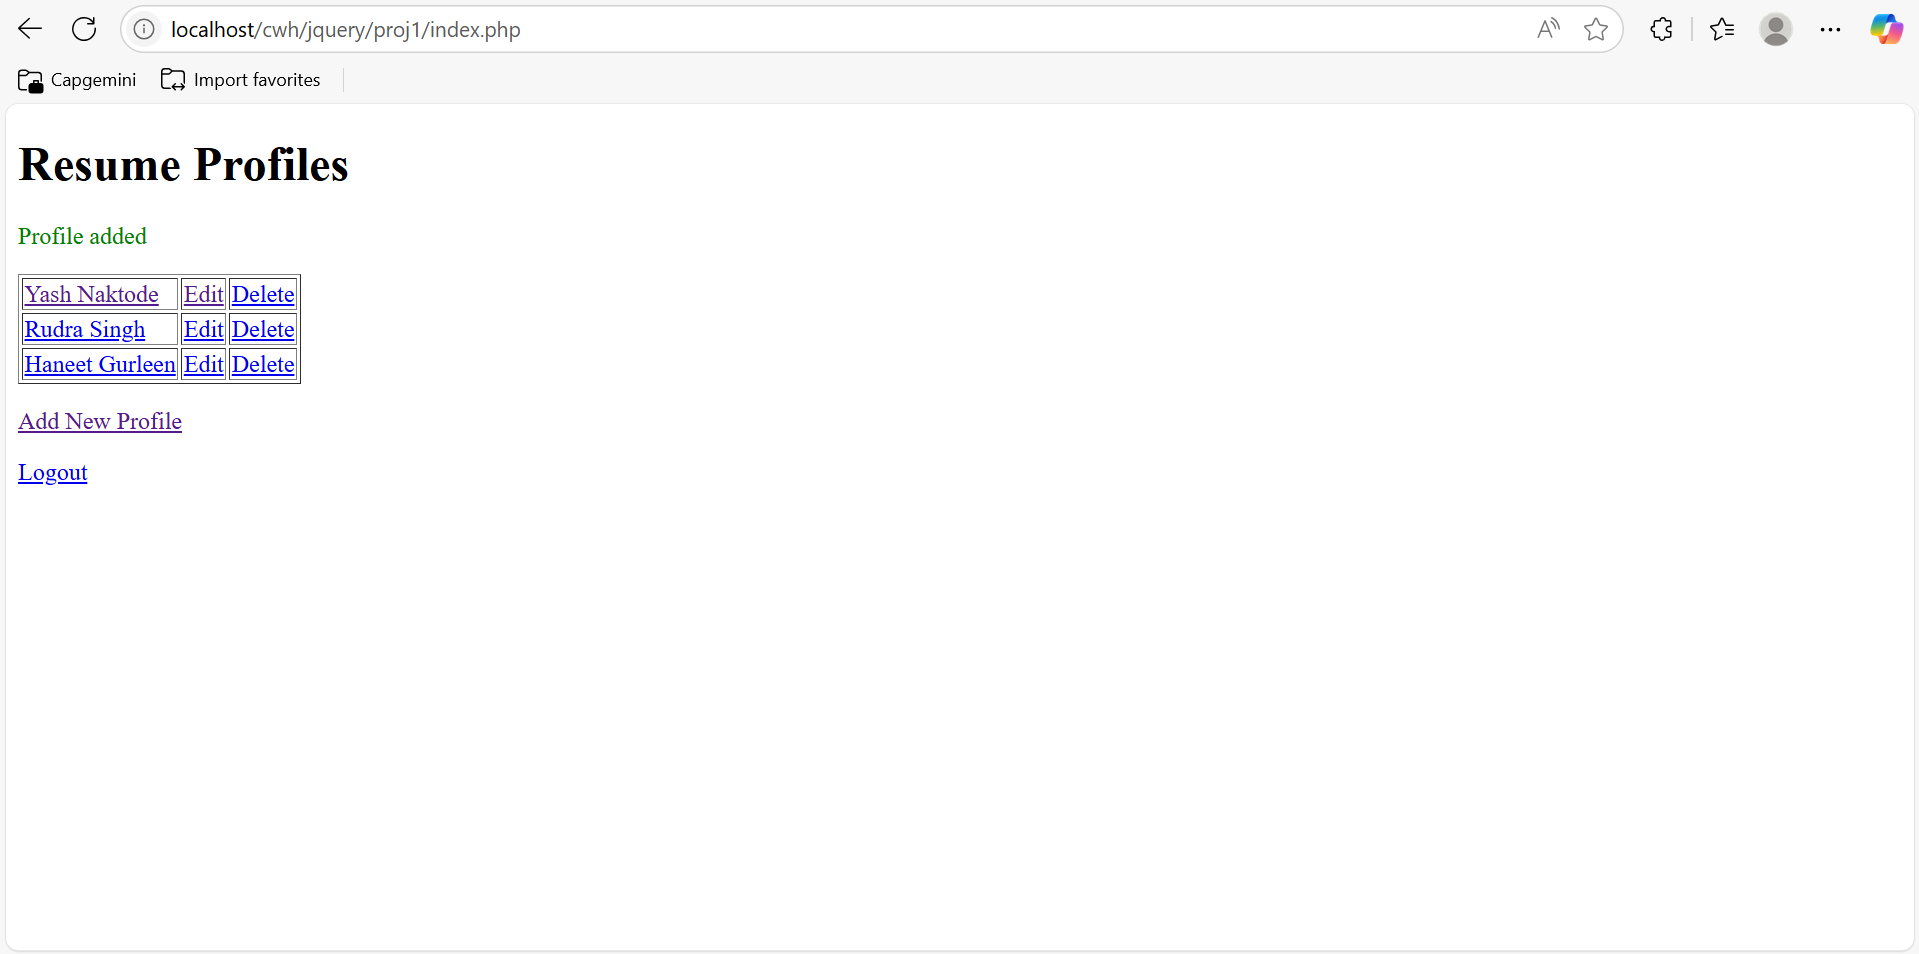 localhost/cwh/jquery/proj1/index.php
Capgemini Import favorites
Resume Profiles
Profile added
Yash Naktode Edit Delete
Rudra Singh Edit Delete
Haneet Gurleen Edit Delete
Add New Profile
Logout